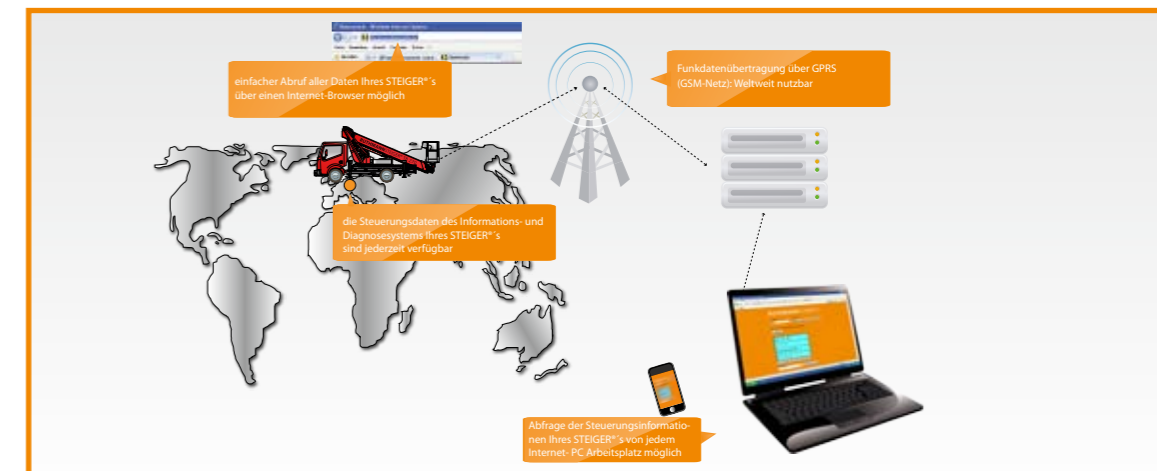 einfacher Abruf aller Daten Ihres STEIGER®´s
über einen Internet-Browser möglich
Funkdatenübertragung über GPRS
(GSM-Netz): Weltweit nutzbar
die Steuerungsdaten des Informations- und
Diagnosesystems Ihres STEIGER®´s
sind jederzeit verfügbar
Abfrage der Steuerungsinformatio-
nen Ihres STEIGER®´s von jedem
Internet- PC Arbeitsplatz möglich